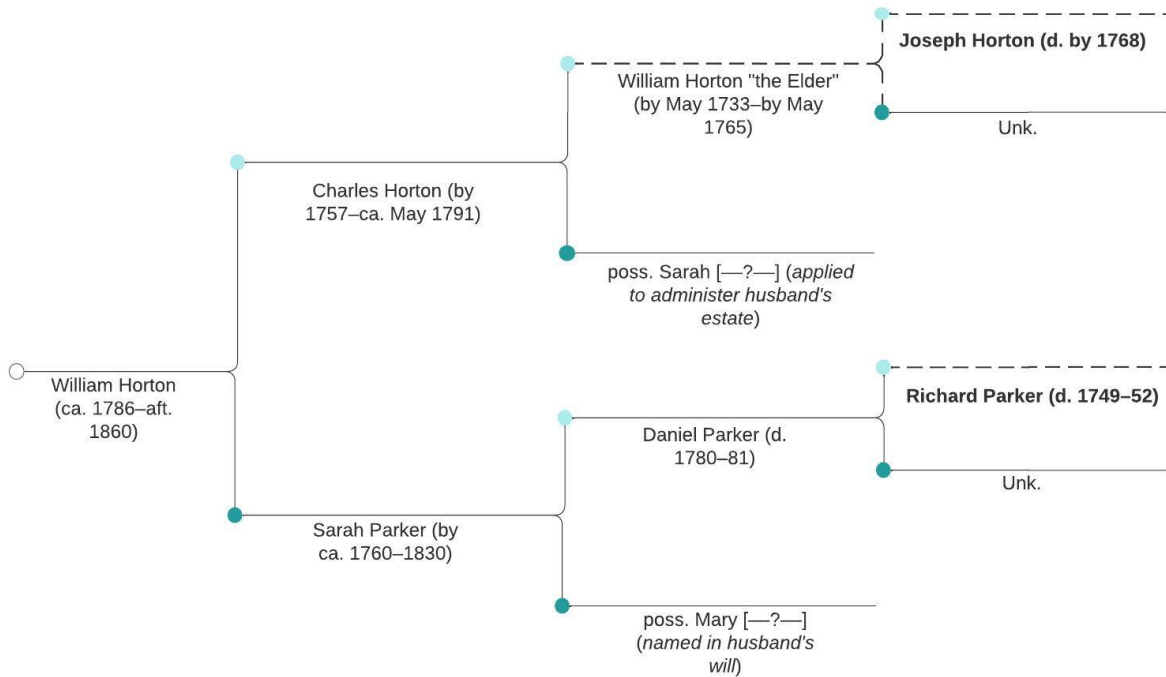 Joseph Horton (d. by 1768)
William Horton "the Elder"
(by May 1733–by May
1765)
Unk.
Charles Horton (by
1757–ca. May 1791)
poss. Sarah [—?—] (applied
to administer husband's
estate)
William Horton
(ca. 1786–aft.
1860)
Richard Parker (d. 1749–52)
Daniel Parker (d.
1780–81)
Unk.
Sarah Parker (by
ca. 1760–1830)
poss. Mary [—?—]
(named in husband's
will)